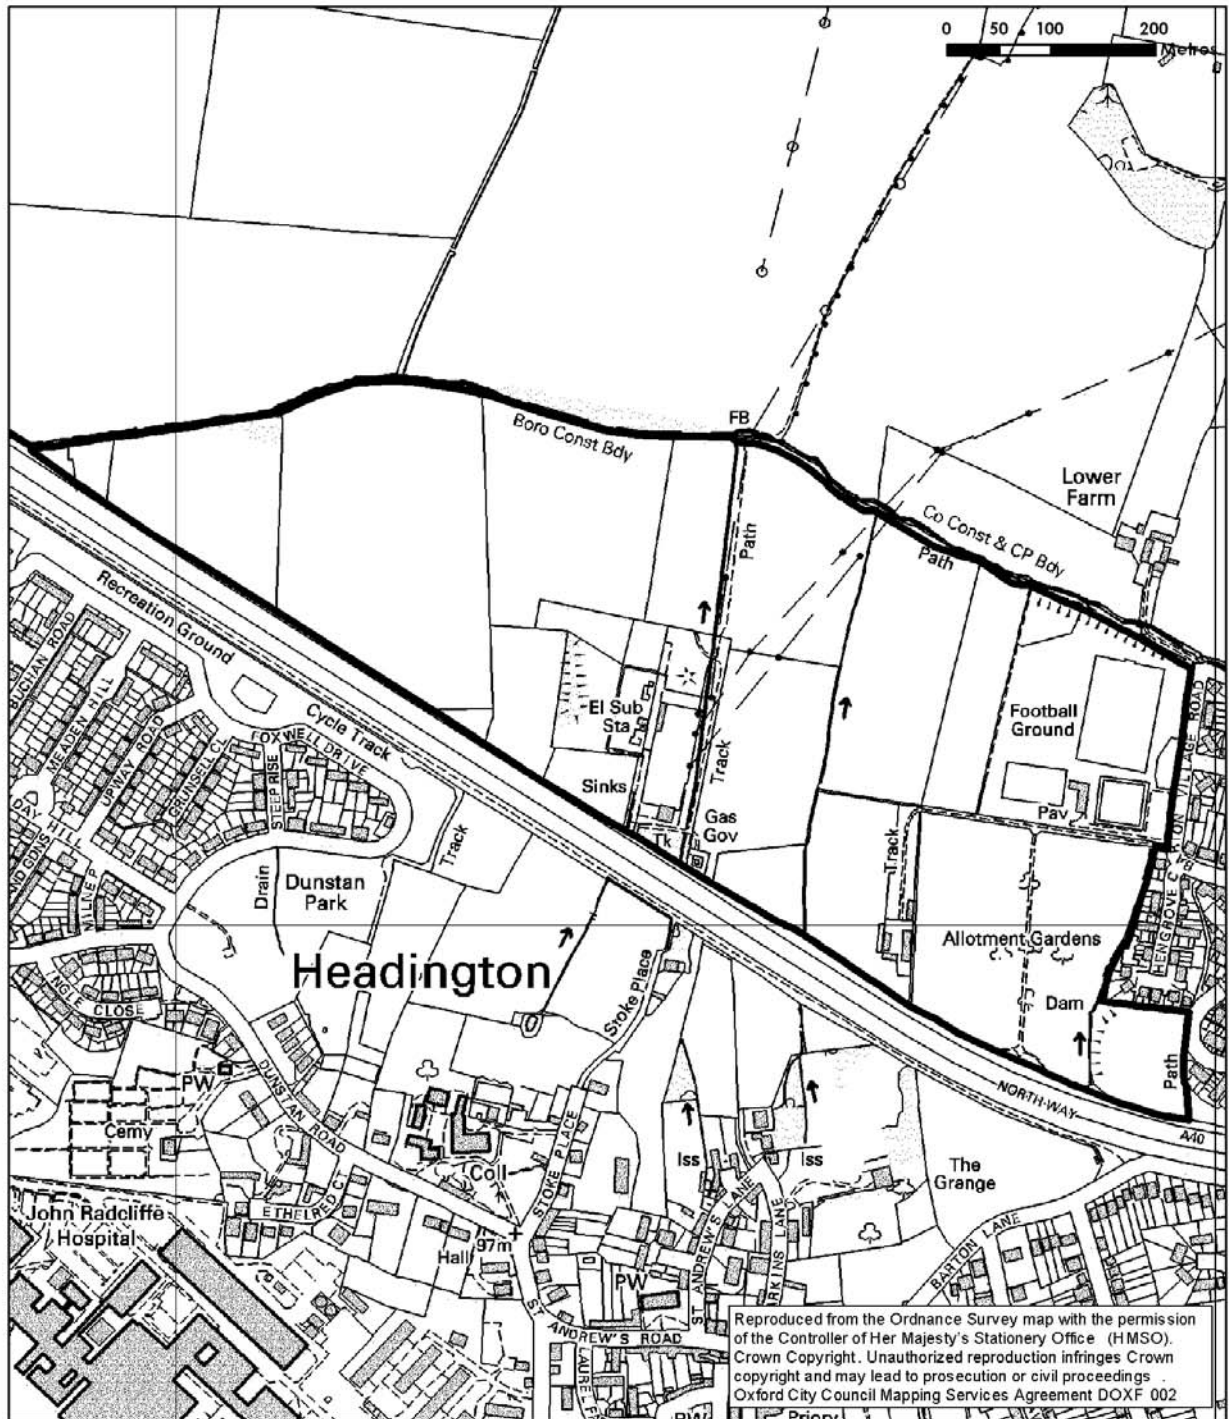 0 50 100 200
Metres
FB
Boro Const Bdy
Lower
Farm
Co Const & CP Bdy
Path
Path
Recreation Ground
BUCHAN ROAD
MEADEN HILL
UPWAY ROAD
Cycle Track
FOXWELL DRIVE
STEEP RISE
El Sub
Sta
Sinks
Track
Football
Ground
VILLAGE ROAD
Pav
Gas
Gov
Tk
Track
Track
Drain
Dunstan
Park
Headington
Allotment Gardens
Dam
Path
Stoke Place
CLOSE
PW
Cemy
DUNSTAN ROAD
NORTH WAY
A40
Coll
STOKE PLACE
Iss
Iss
The
Grange
ETHELRED CT
John Radcliffe
Hospital
Hall
97m
ST ANDREW'S LANE
BARTON LANE
PW
ST ANDREW'S ROAD
Reproduced from the Ordnance Survey map with the permission
of the Controller of Her Majesty's Stationery Office (HMSO).
Crown Copyright. Unauthorized reproduction infringes Crown
copyright and may lead to prosecution or civil proceedings .
Oxford City Council Mapping Services Agreement DOXF 002
Priory